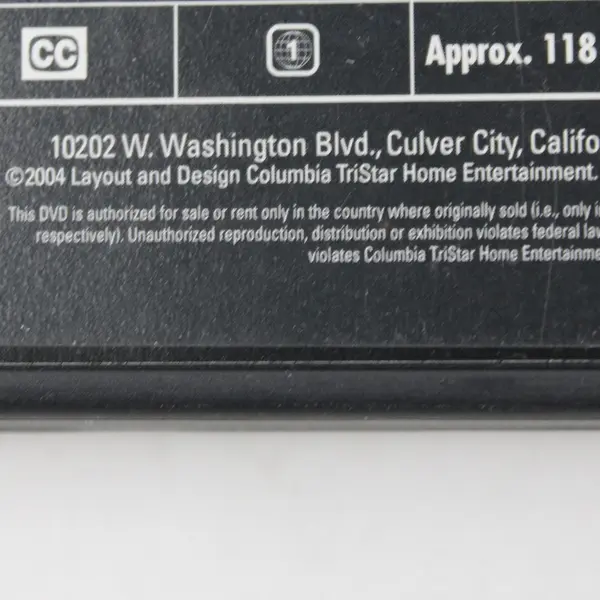 CC
1
Approx. 118
10202 W. Washington Blvd., Culver City, Califo
©2004 Layout and Design Columbia TriStar Home Entertainment.
This DVD is authorized for sale or rent only in the country where originally sold (i.e., only i
respectively). Unauthorized reproduction, distribution or exhibition violates federal la
violates Columbia TriStar Home Entertainme